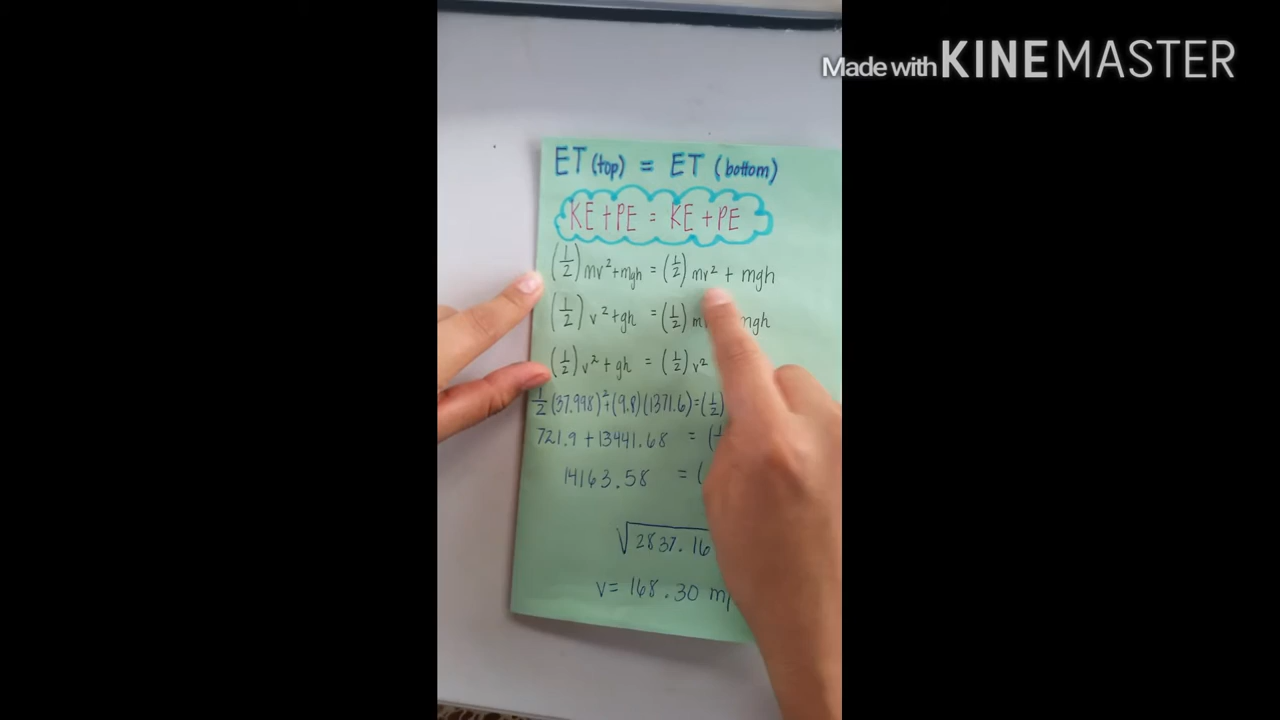 Made with KINEMASTER
ET (top) = ET (bottom)
KE + PE = KE + PE
(1/2) mv² + mgh = (1/2) mv² + mgh
(1/2) v² + gh = (1/2) mgh
(1/2) v² + gh = (1/2) v²
1/2 (37.998)² + (9.8)(1371.6) = (1/2)
721.9 + 13441.68 = (
14163.58 = (
√2837.16
v = 168.30 m/